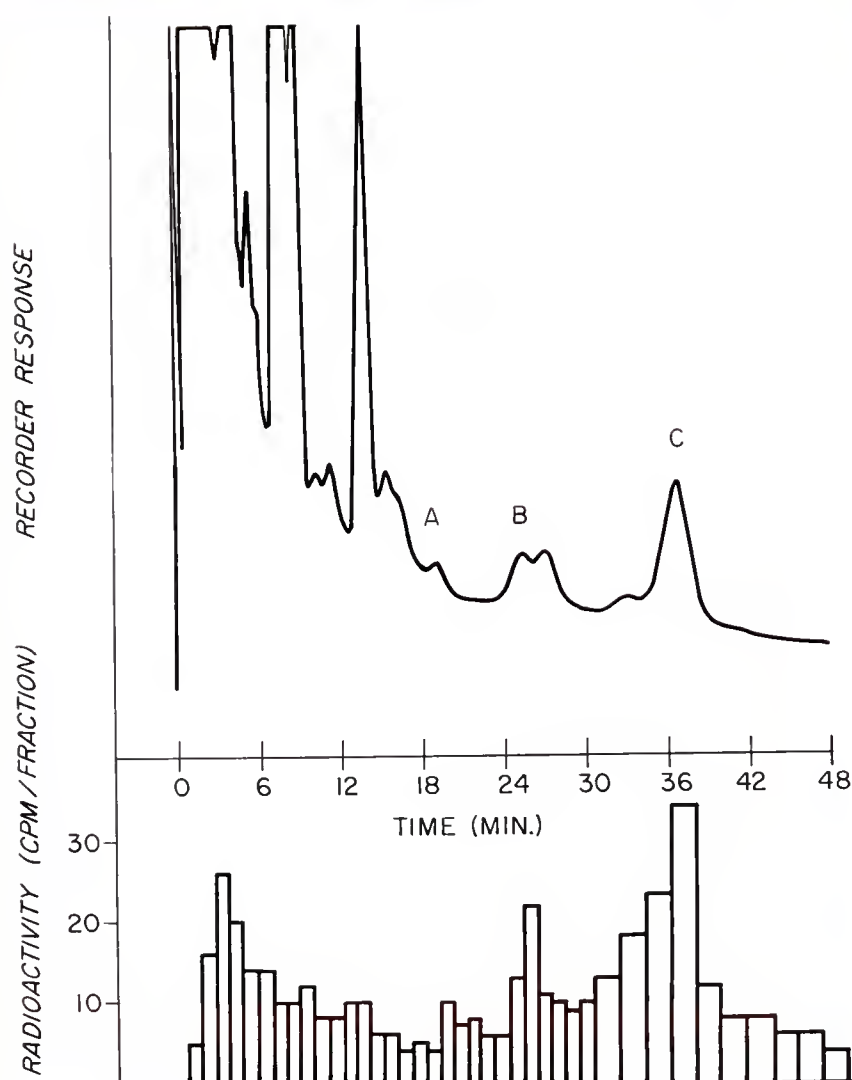 RECORDER RESPONSE
A
B
C
0 6 12 18 24 30 36 42 48
TIME (MIN.)
RADIOACTIVITY (CPM/FRACTION)
30
20
10